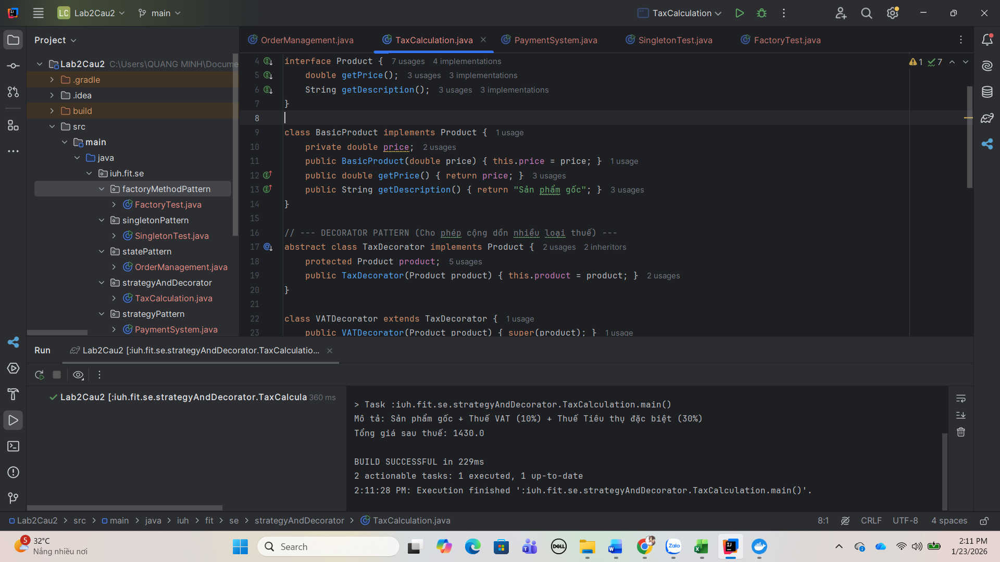 LC Lab2Cau2 main TaxCalculation
Project
Lab2Cau2 C:\Users\QUANG MINH\Docume
.gradle
.idea
build
src
main
java
iuh.fit.se
factoryMethodPattern
FactoryTest.java
singletonPattern
SingletonTest.java
statePattern
OrderManagement.java
strategyAndDecorator
TaxCalculation.java
strategyPattern
PaymentSystem.java
OrderManagement.java TaxCalculation.java PaymentSystem.java SingletonTest.java FactoryTest.java
1 7
4 interface Product { 7 usages 4 implementations
5 double getPrice(); 3 usages 3 implementations
6 String getDescription(); 3 usages 3 implementations
7 }
8
9 class BasicProduct implements Product { 1 usage
10 private double price; 2 usages
11 public BasicProduct(double price) { this.price = price; } 1 usage
12 public double getPrice() { return price; } 3 usages
13 public String getDescription() { return "Sản phẩm gốc"; } 3 usages
14 }
15
16 // --- DECORATOR PATTERN (Cho phép cộng dồn nhiều loại thuế) ---
17 abstract class TaxDecorator implements Product { 2 usages 2 inheritors
18 protected Product product; 5 usages
19 public TaxDecorator(Product product) { this.product = product; } 2 usages
20 }
21
22 class VATDecorator extends TaxDecorator { 1 usage
23 public VATDecorator(Product product) { super(product); } 1 usage
Run Lab2Cau2 [:iuh.fit.se.strategyAndDecorator.TaxCalculatio...
Lab2Cau2 [:iuh.fit.se.strategyAndDecorator.TaxCalcula 360 ms
> Task :iuh.fit.se.strategyAndDecorator.TaxCalculation.main()
Mô tả: Sản phẩm gốc + Thuế VAT (10%) + Thuế Tiêu thụ đặc biệt (30%)
Tổng giá sau thuế: 1430.0
BUILD SUCCESSFUL in 229ms
2 actionable tasks: 1 executed, 1 up-to-date
2:11:28 PM: Execution finished ':iuh.fit.se.strategyAndDecorator.TaxCalculation.main()'.
Lab2Cau2 > src > main > java > iuh > fit > se > strategyAndDecorator > TaxCalculation.java 8:1 CRLF UTF-8 4 spaces
5 32°C
Nắng nhiều nơi
Search
DELL
Zalo
2:11 PM
1/23/2026